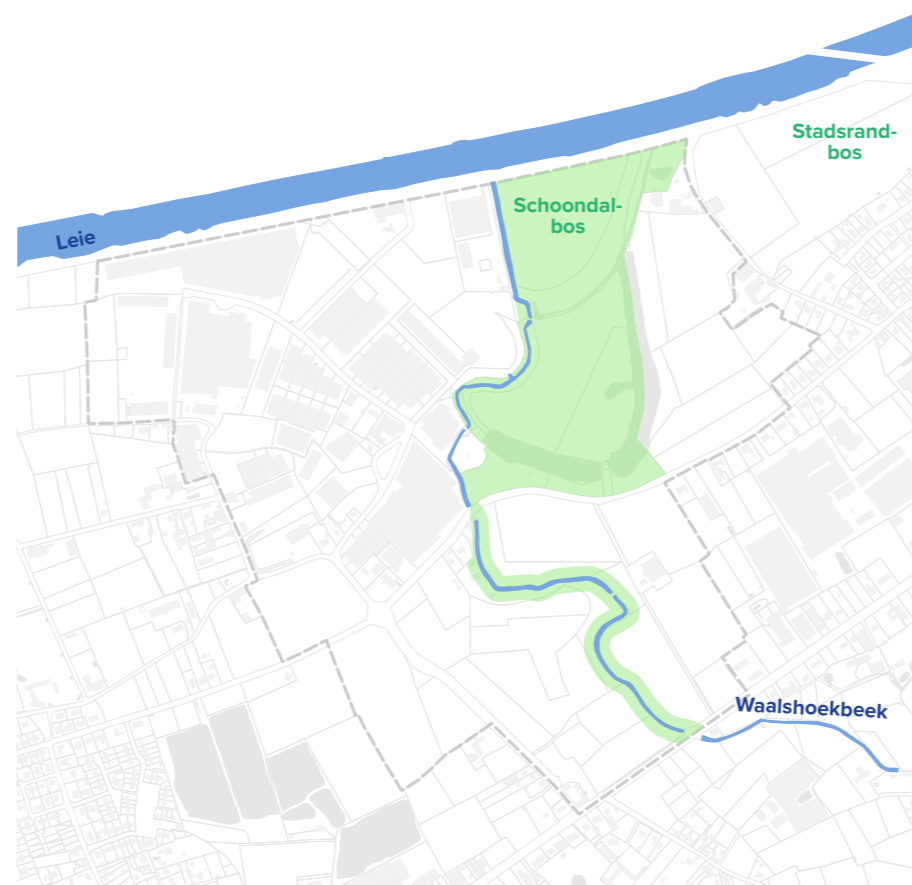 Stadsrand-
bos
Schoondal-
bos
Leie
Waalshoekbeek